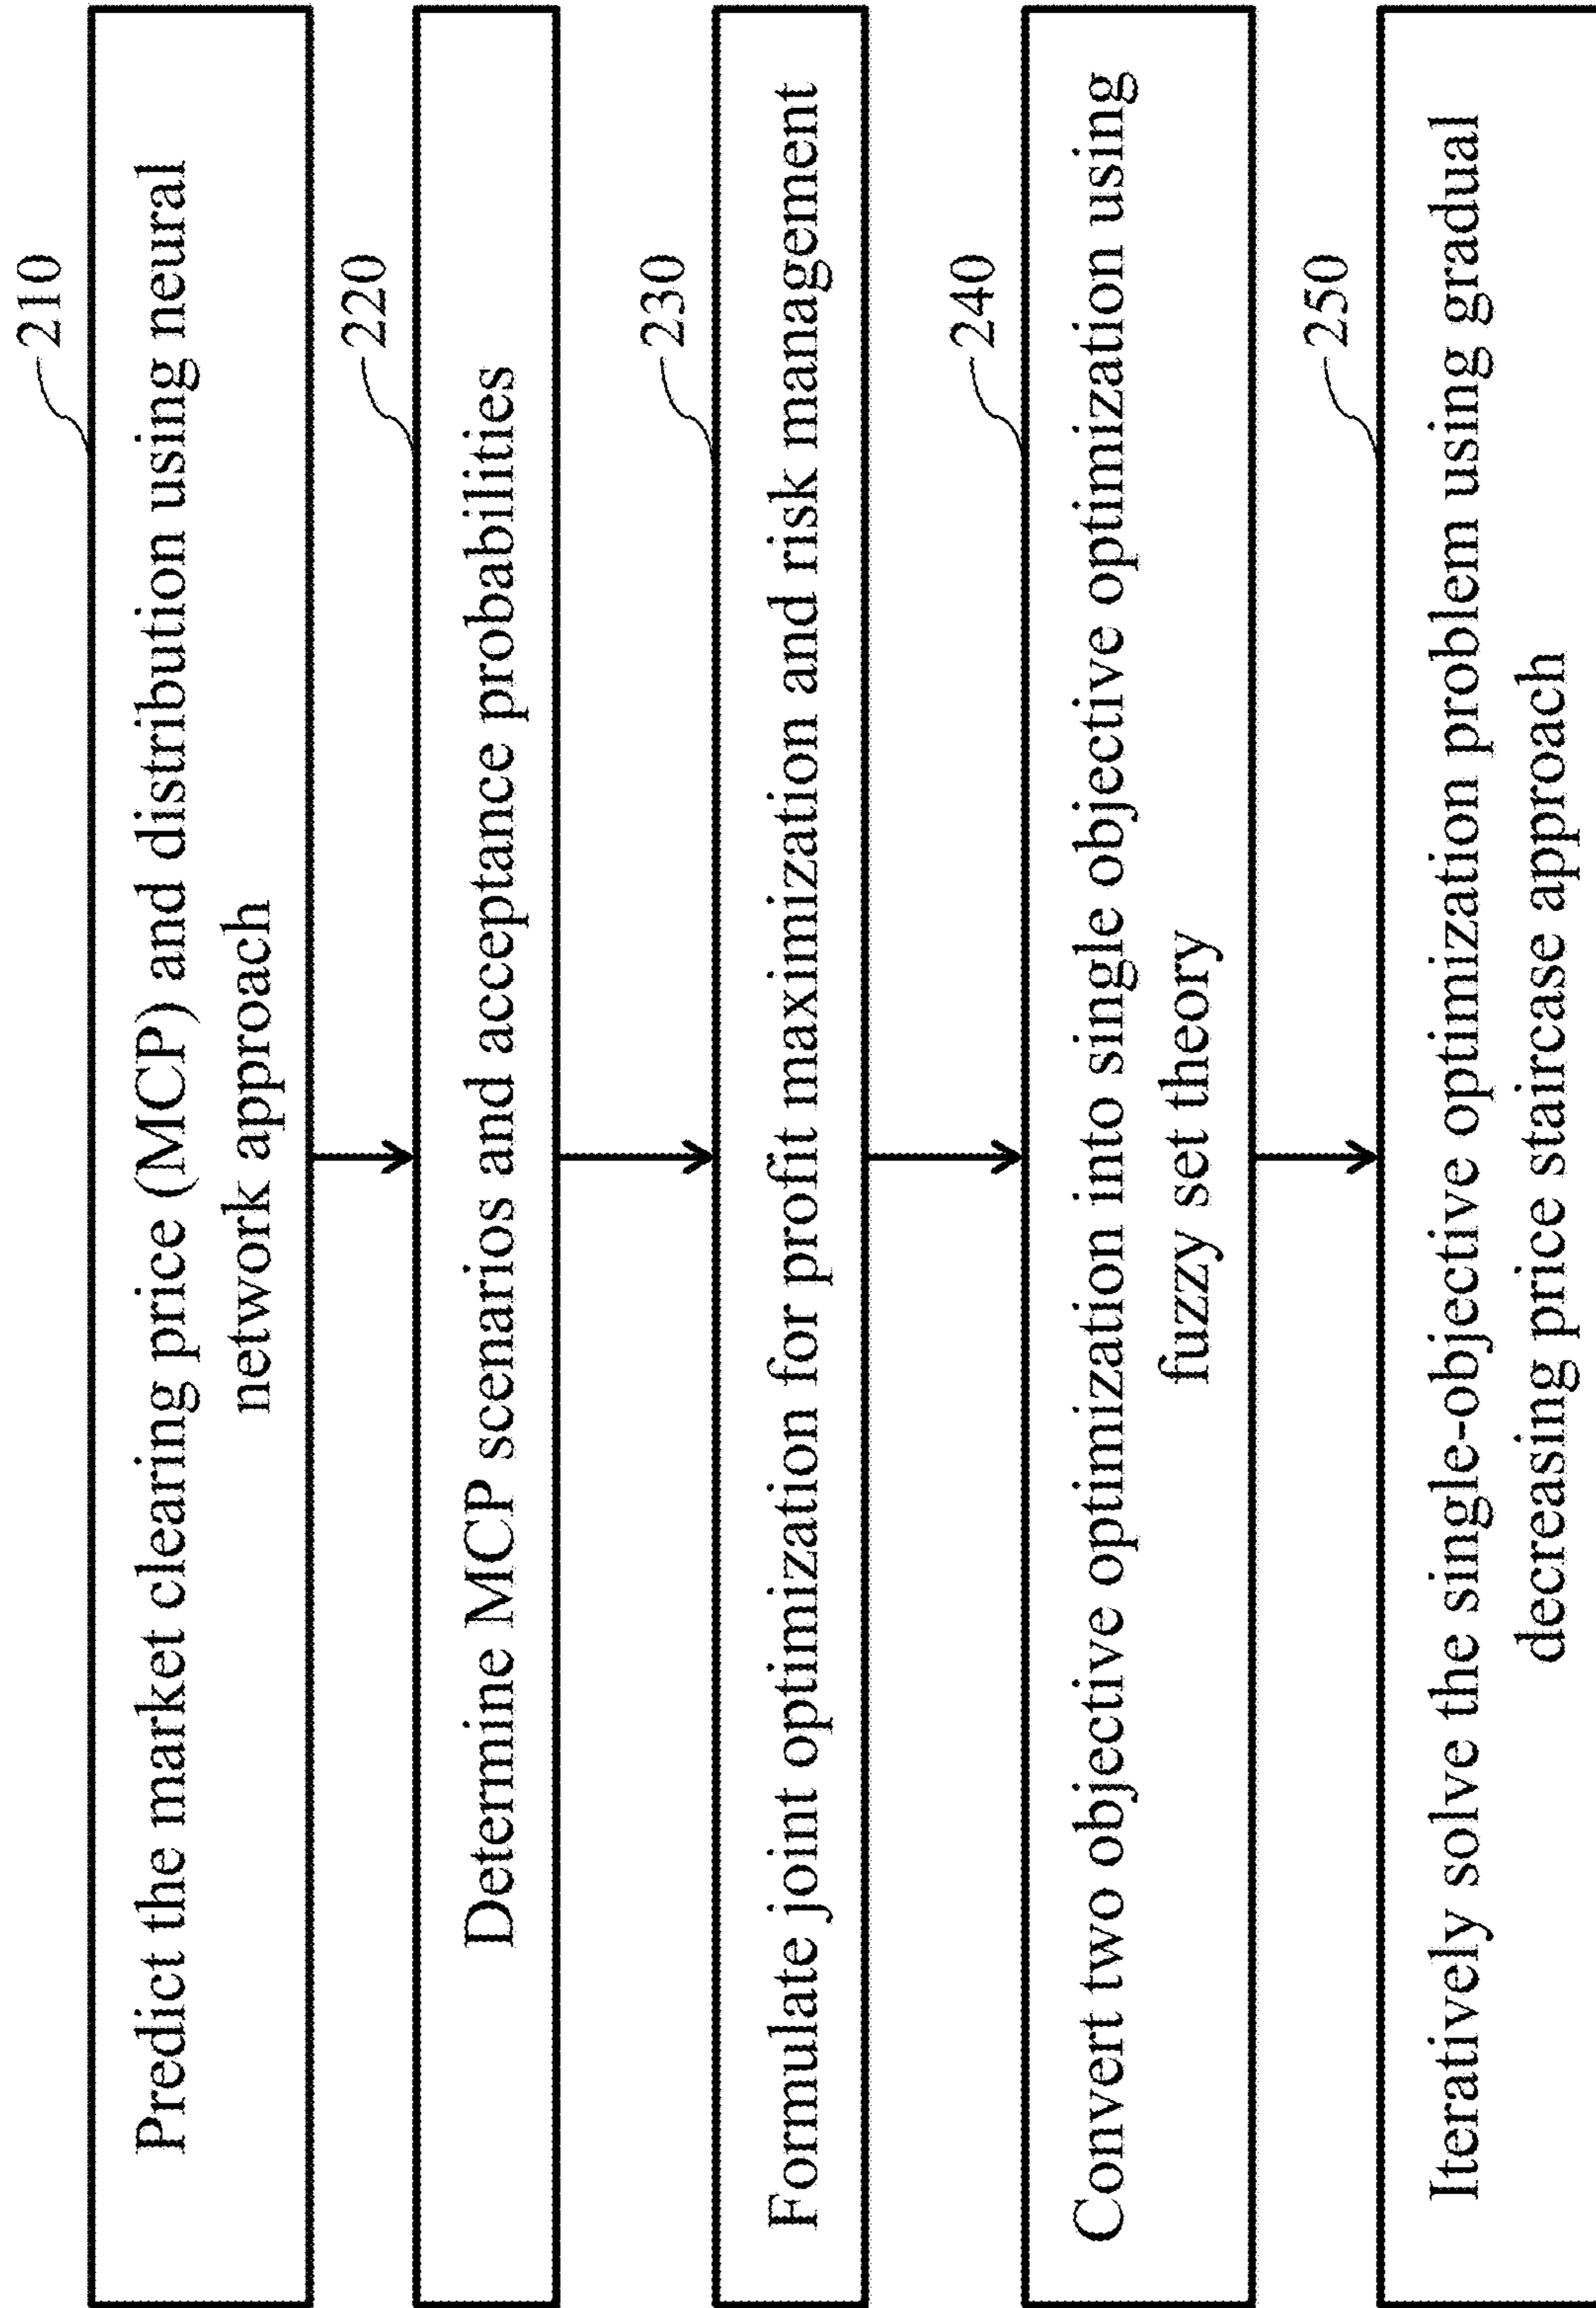 210
Predict the market clearing price (MCP) and distribution using neural
network approach
220
Determine MCP scenarios and acceptance probabilities
230
Formulate joint optimization for profit maximization and risk management
240
Convert two objective optimization into single objective optimization using
fuzzy set theory
250
Iteratively solve the single-objective optimization problem using gradual
decreasing price staircase approach